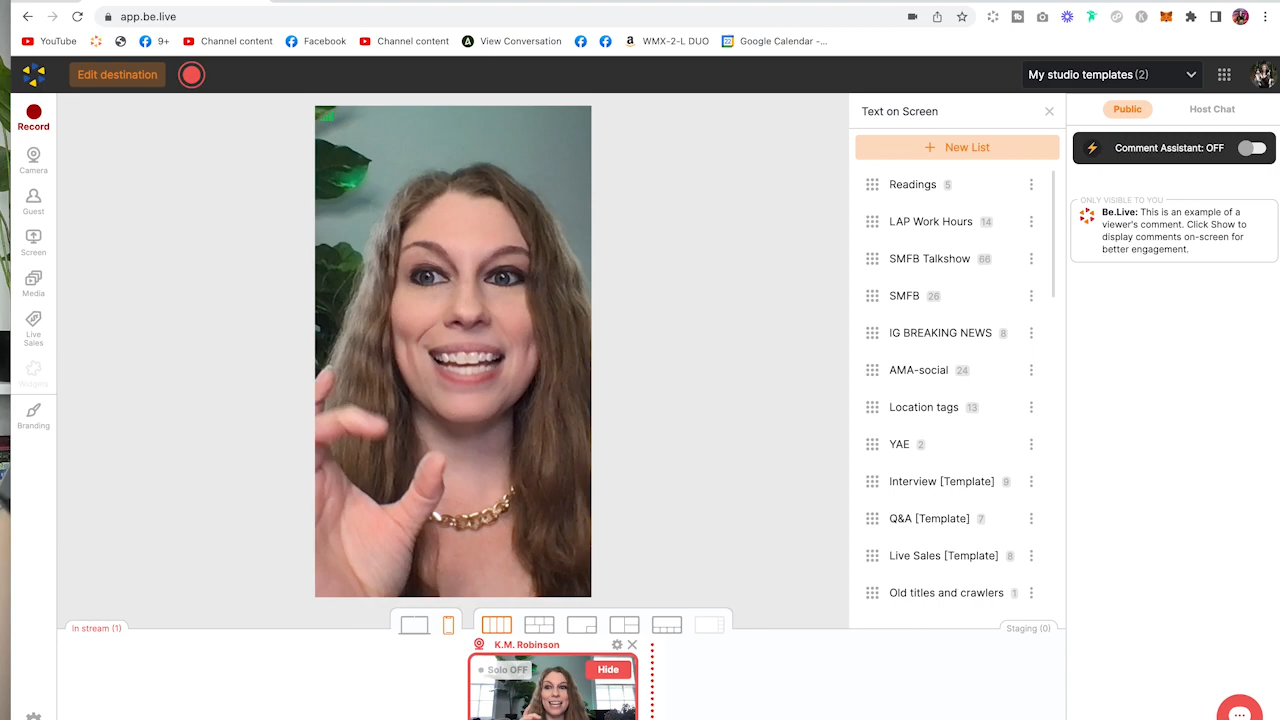 app.be.live
YouTube
9+
Channel content
Facebook
Channel content
View Conversation
WMX-2-L DUO
Google Calendar -...
Edit destination
My studio templates (2)
Record
Camera
Guest
Screen
Media
Live
Sales
Widgets
Branding
Text on Screen
+ New List
Readings 5
LAP Work Hours 14
SMFB Talkshow 66
SMFB 26
IG BREAKING NEWS 8
AMA-social 24
Location tags 13
YAE 2
Interview [Template] 9
Q&A [Template] 7
Live Sales [Template] 8
Old titles and crawlers 1
Public
Host Chat
Comment Assistant: OFF
ONLY VISIBLE TO YOU
Be.Live: This is an example of a
viewer's comment. Click Show to
display comments on-screen for
better engagement.
In stream (1)
Staging (0)
K.M. Robinson
Solo OFF
Hide